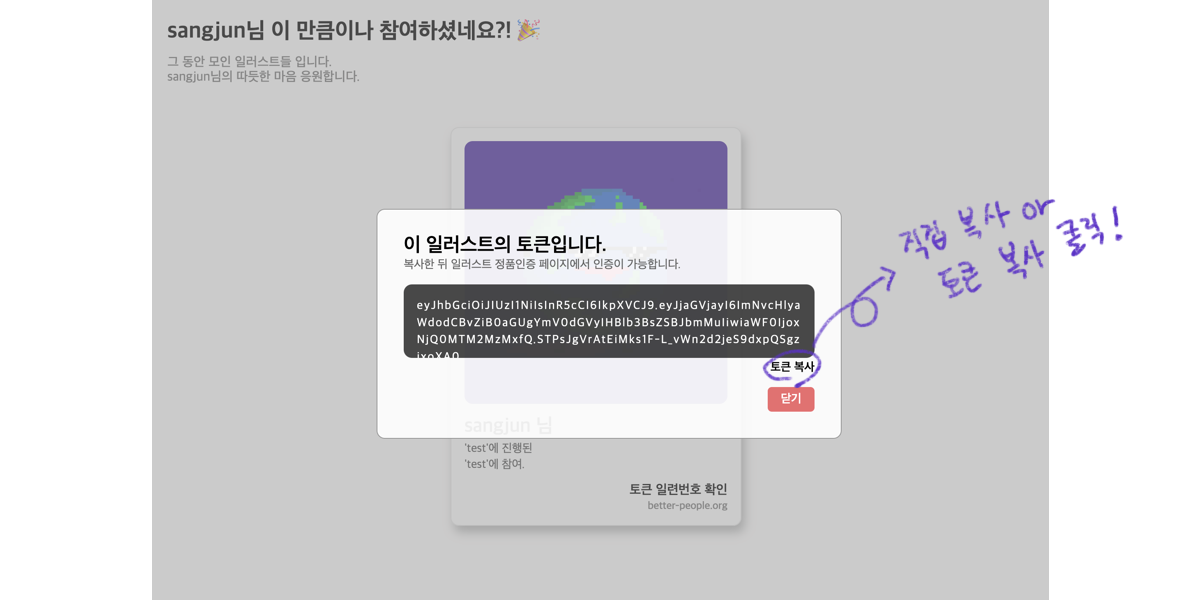 sangjun님 이 만큼이나 참여하셨네요?! 🎉
그 동안 모인 일러스트들 입니다.
sangjun님의 따듯한 마음 응원합니다.
이 일러스트의 토큰입니다.
복사한 뒤 일러스트 정품인증 페이지에서 인증이 가능합니다.
eyJhbGciOiJIUzI1NiIsInR5cCI6IkpXVCJ9.eyJjaGVjayI6ImNvcHlya
WdodCBvZiB0aGUgYmV0dGVyIHBlb3BsZSBJbmMuIiwiaWF0Ijox
NjQ0MTM2MzMxfQ.STPsJgVrAtEiMks1F-L_vWn2d2jeS9dxpQSgz
jxoXA0
토큰 복사
닫기
직접 복사 or
토큰 복사 클릭!
sangjun 님
'test'에 진행된
'test'에 참여.
토큰 일련번호 확인
better-people.org